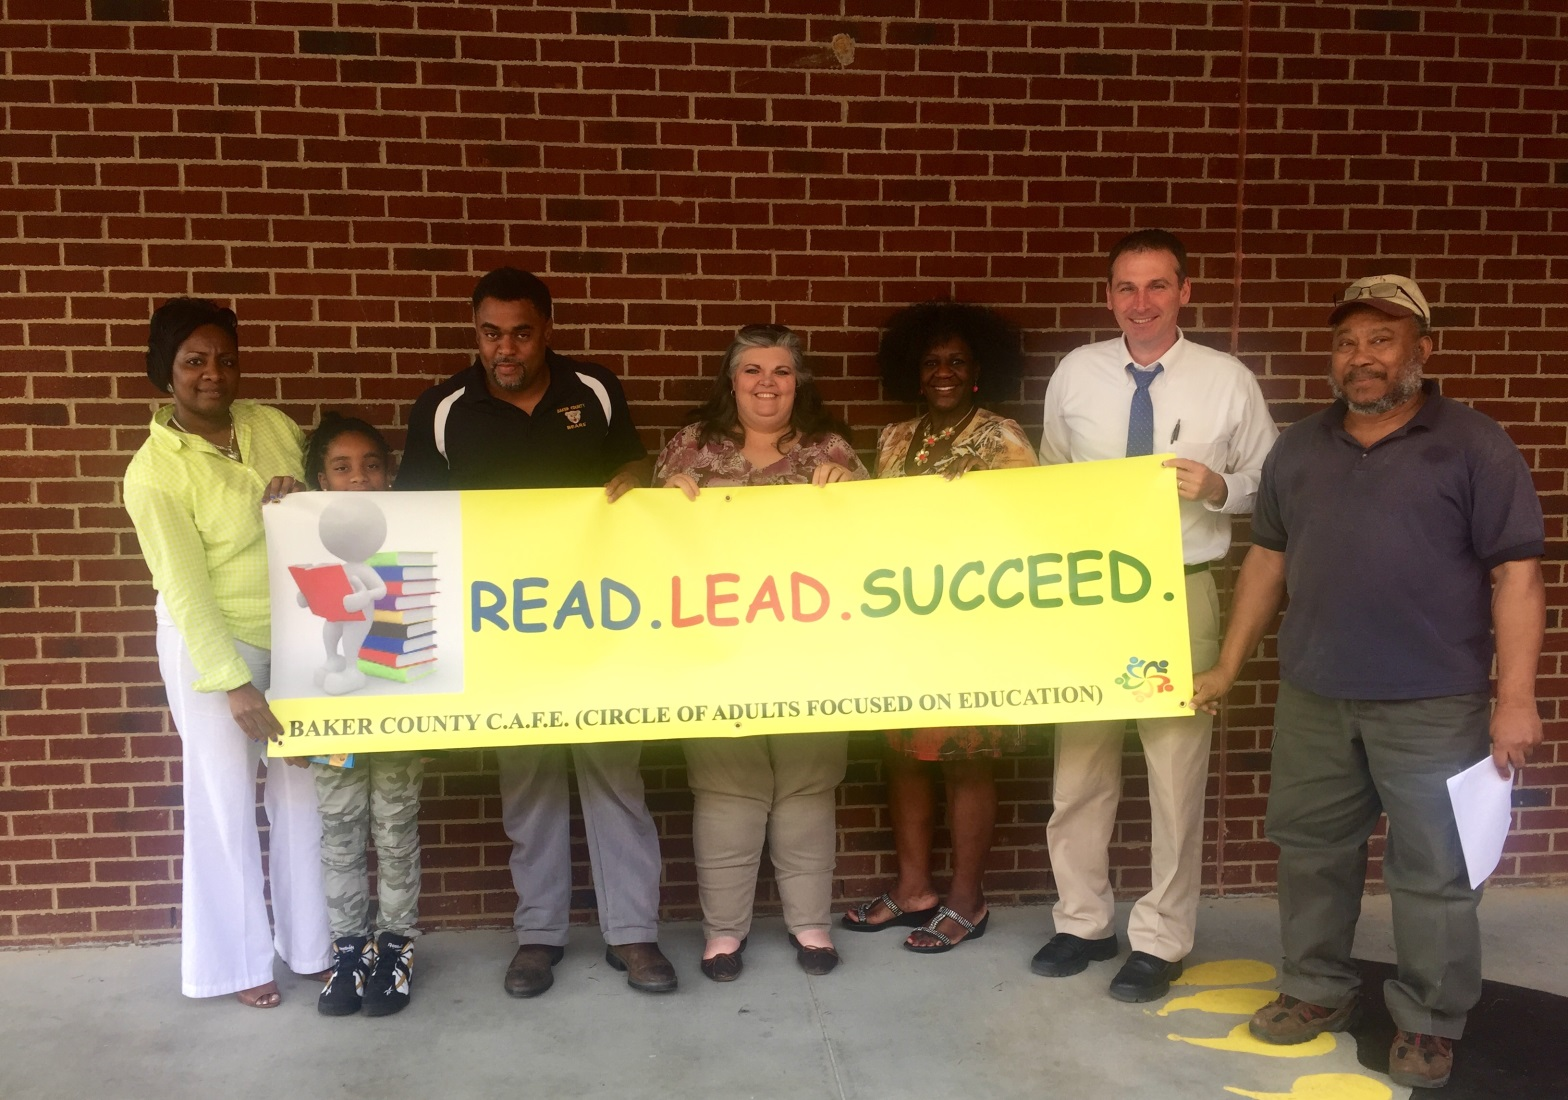 READ.LEAD.SUCCEED.
BAKER COUNTY C.A.F.E. (CIRCLE OF ADULTS FOCUSED ON EDUCATION)